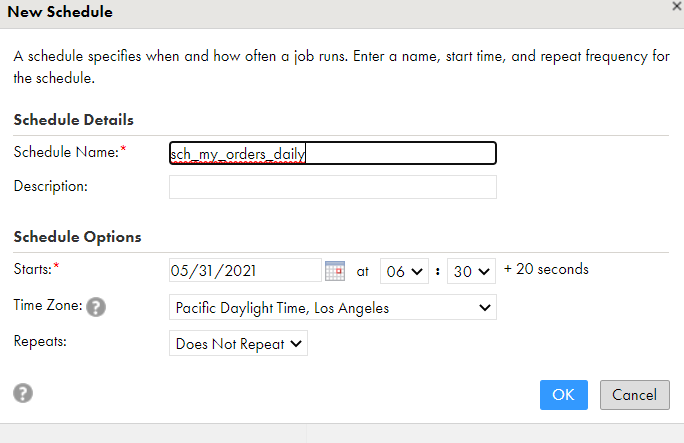 New Schedule
A schedule specifies when and how often a job runs. Enter a name, start time, and repeat frequency for
the schedule.
Schedule Details
Schedule Name:* sch_my_orders_daily
Description:
Schedule Options
Starts:* 05/31/2021 at 06 : 30 + 20 seconds
Time Zone: ? Pacific Daylight Time, Los Angeles
Repeats: Does Not Repeat
? OK Cancel